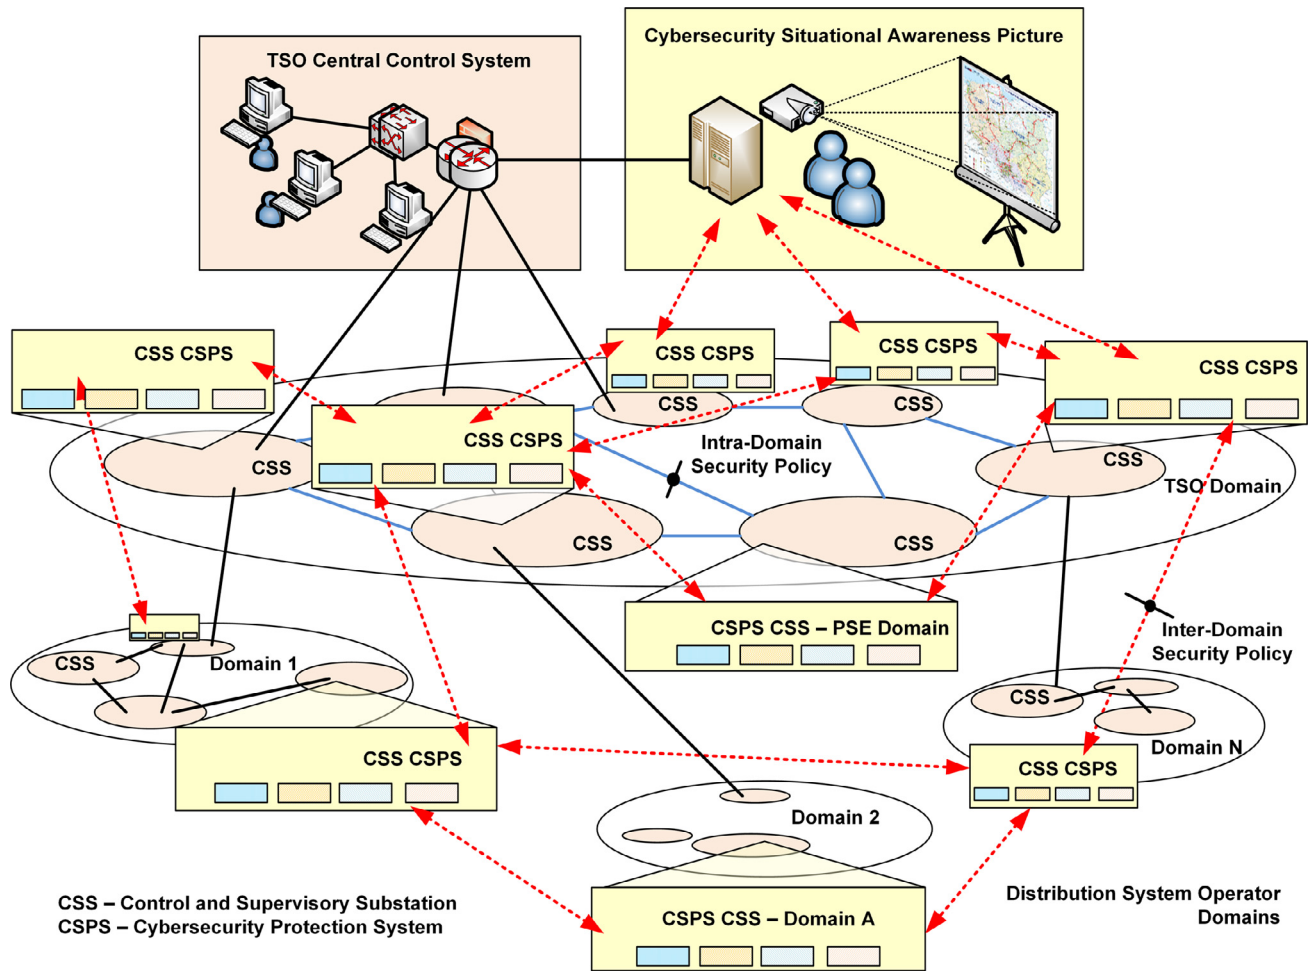 Cybersecurity Situational Awareness Picture
TSO Central Control System
CSS CSPS
CSS CSPS
CSS CSPS
CSS CSPS
CSS
CSS
CSS CSPS
Intra-Domain
Security Policy
CSS
CSS
TSO Domain
CSS
CSS
CSPS CSS – PSE Domain
Inter-Domain
Security Policy
CSS
Domain 1
CSS
Domain N
CSS CSPS
CSS CSPS
Domain 2
CSS – Control and Supervisory Substation
CSPS – Cybersecurity Protection System
CSPS CSS – Domain A
Distribution System Operator
Domains